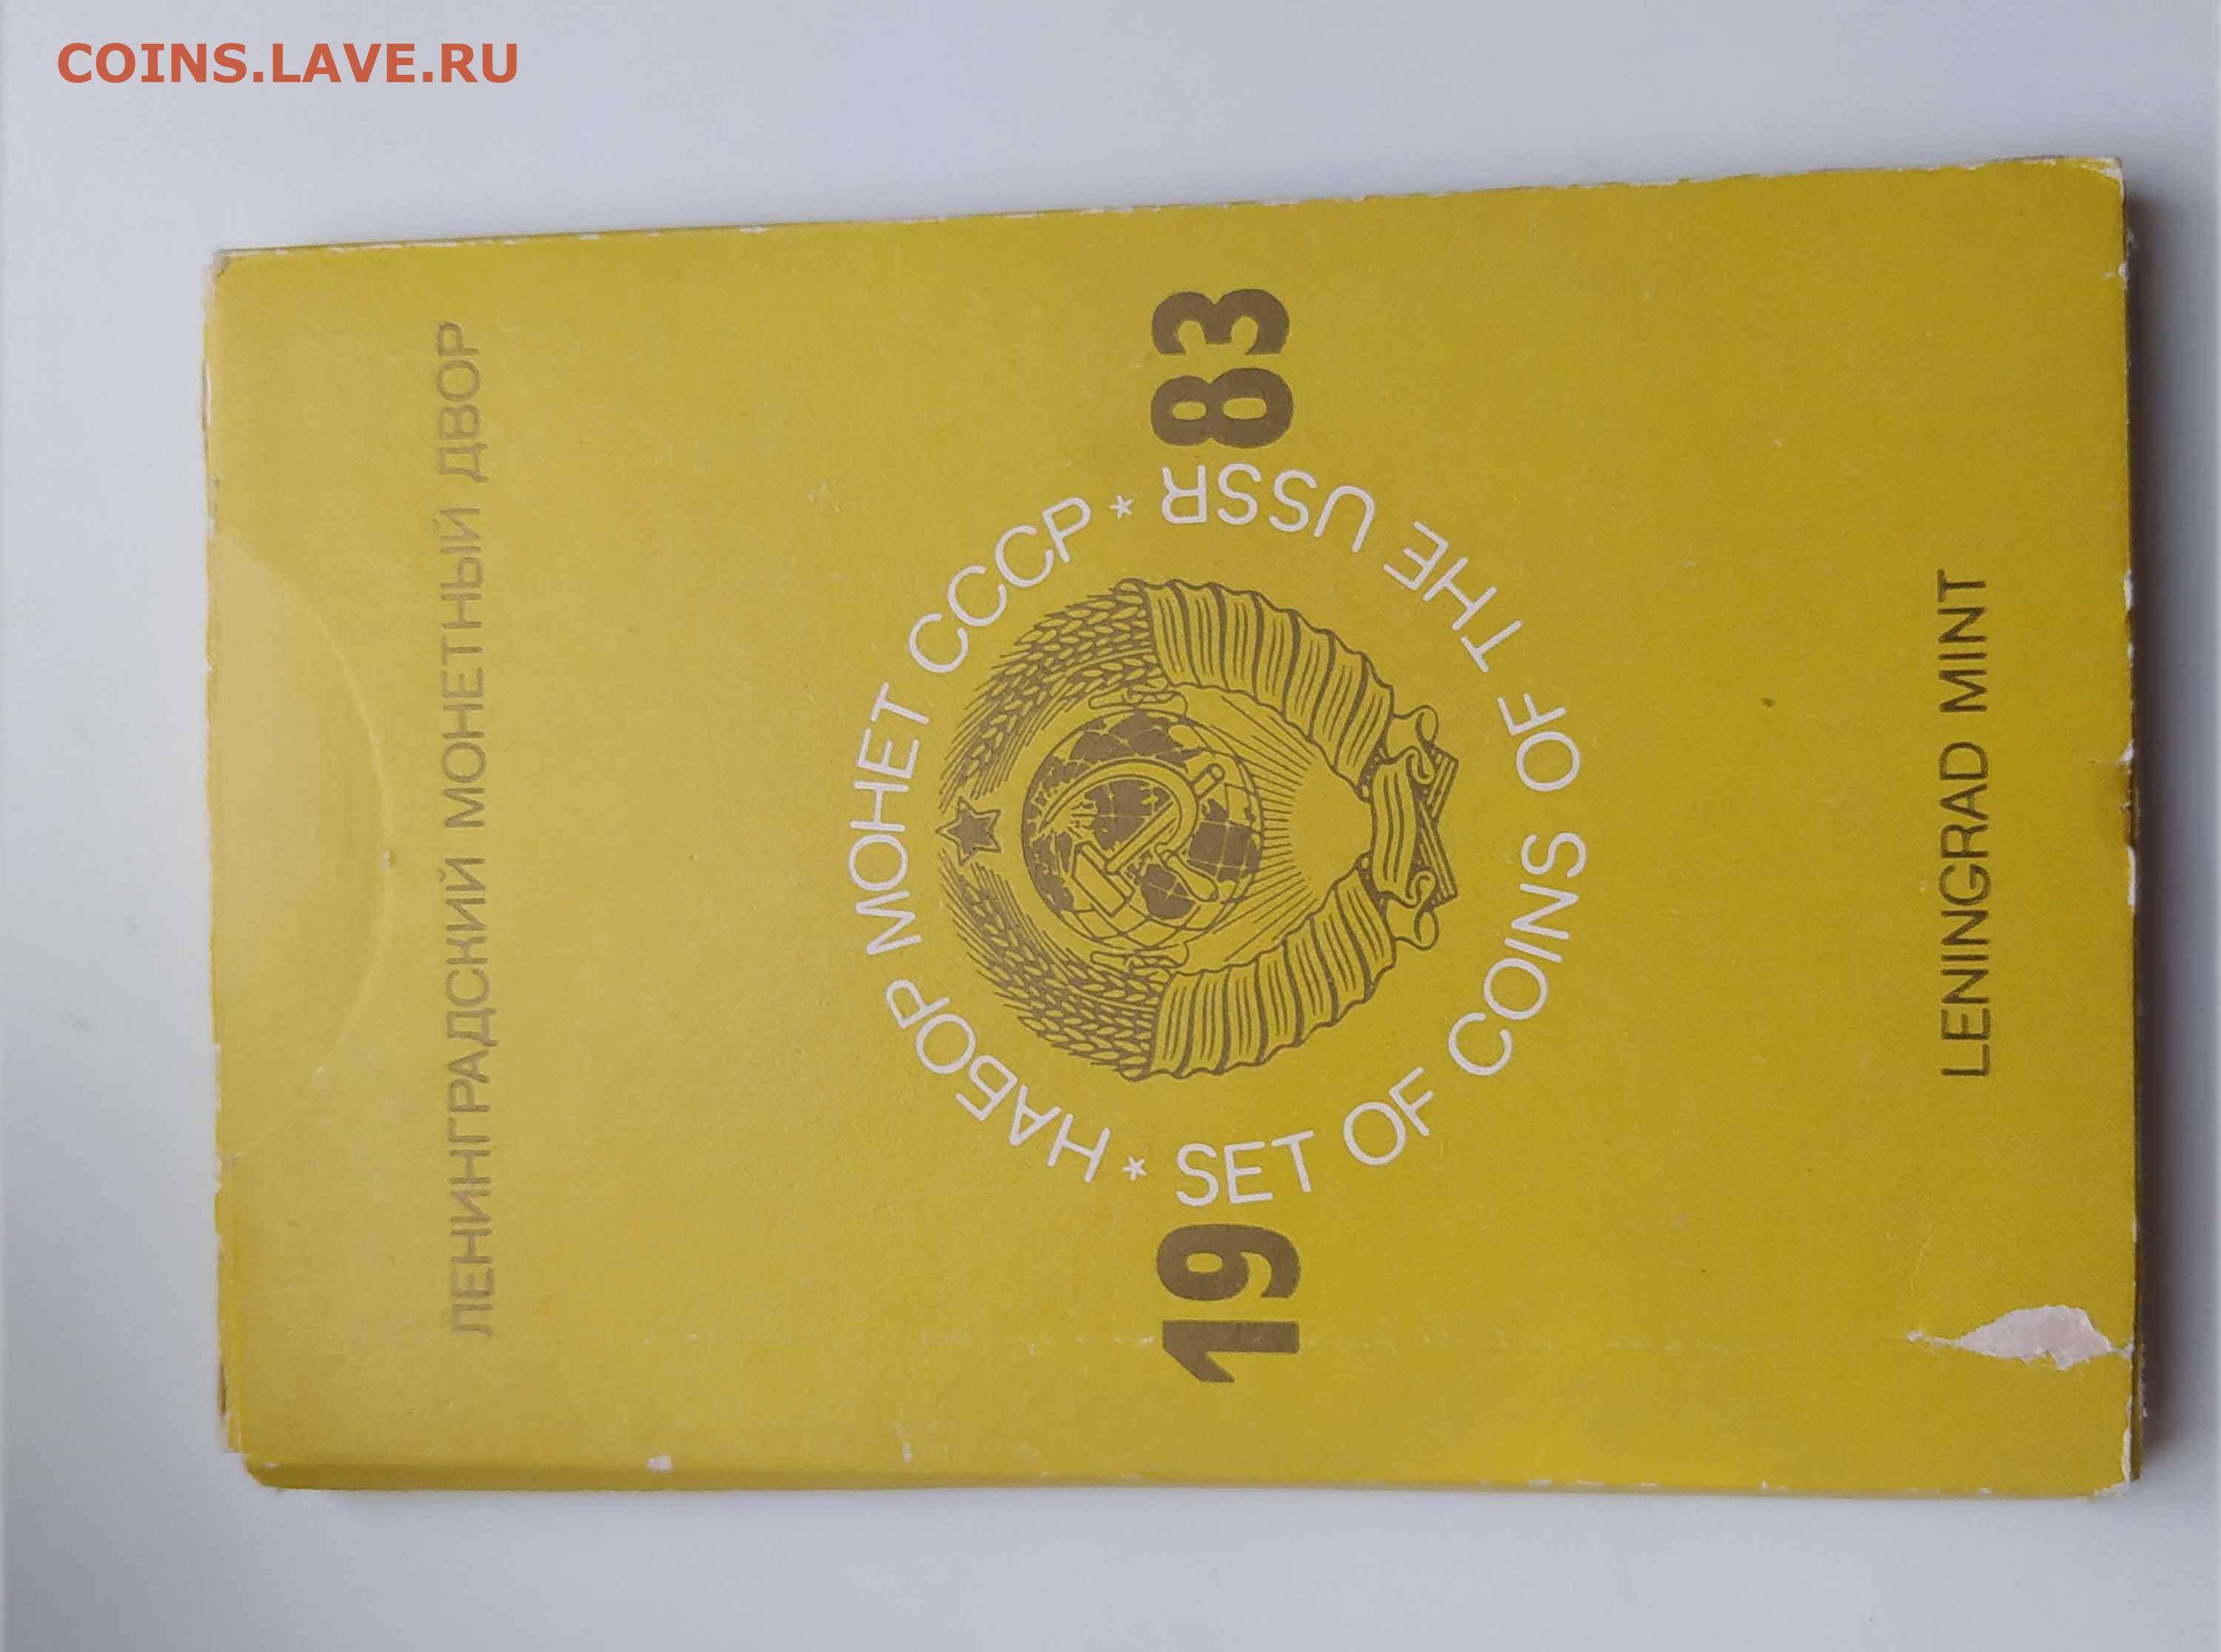 COINS.LAVE.RU
ЛЕНИНГРАДСКИЙ МОНЕТНЫЙ ДВОР
* НАБОР МОНЕТ СССР *
19 83
SET OF COINS OF THE USSR
LENINGRAD MINT